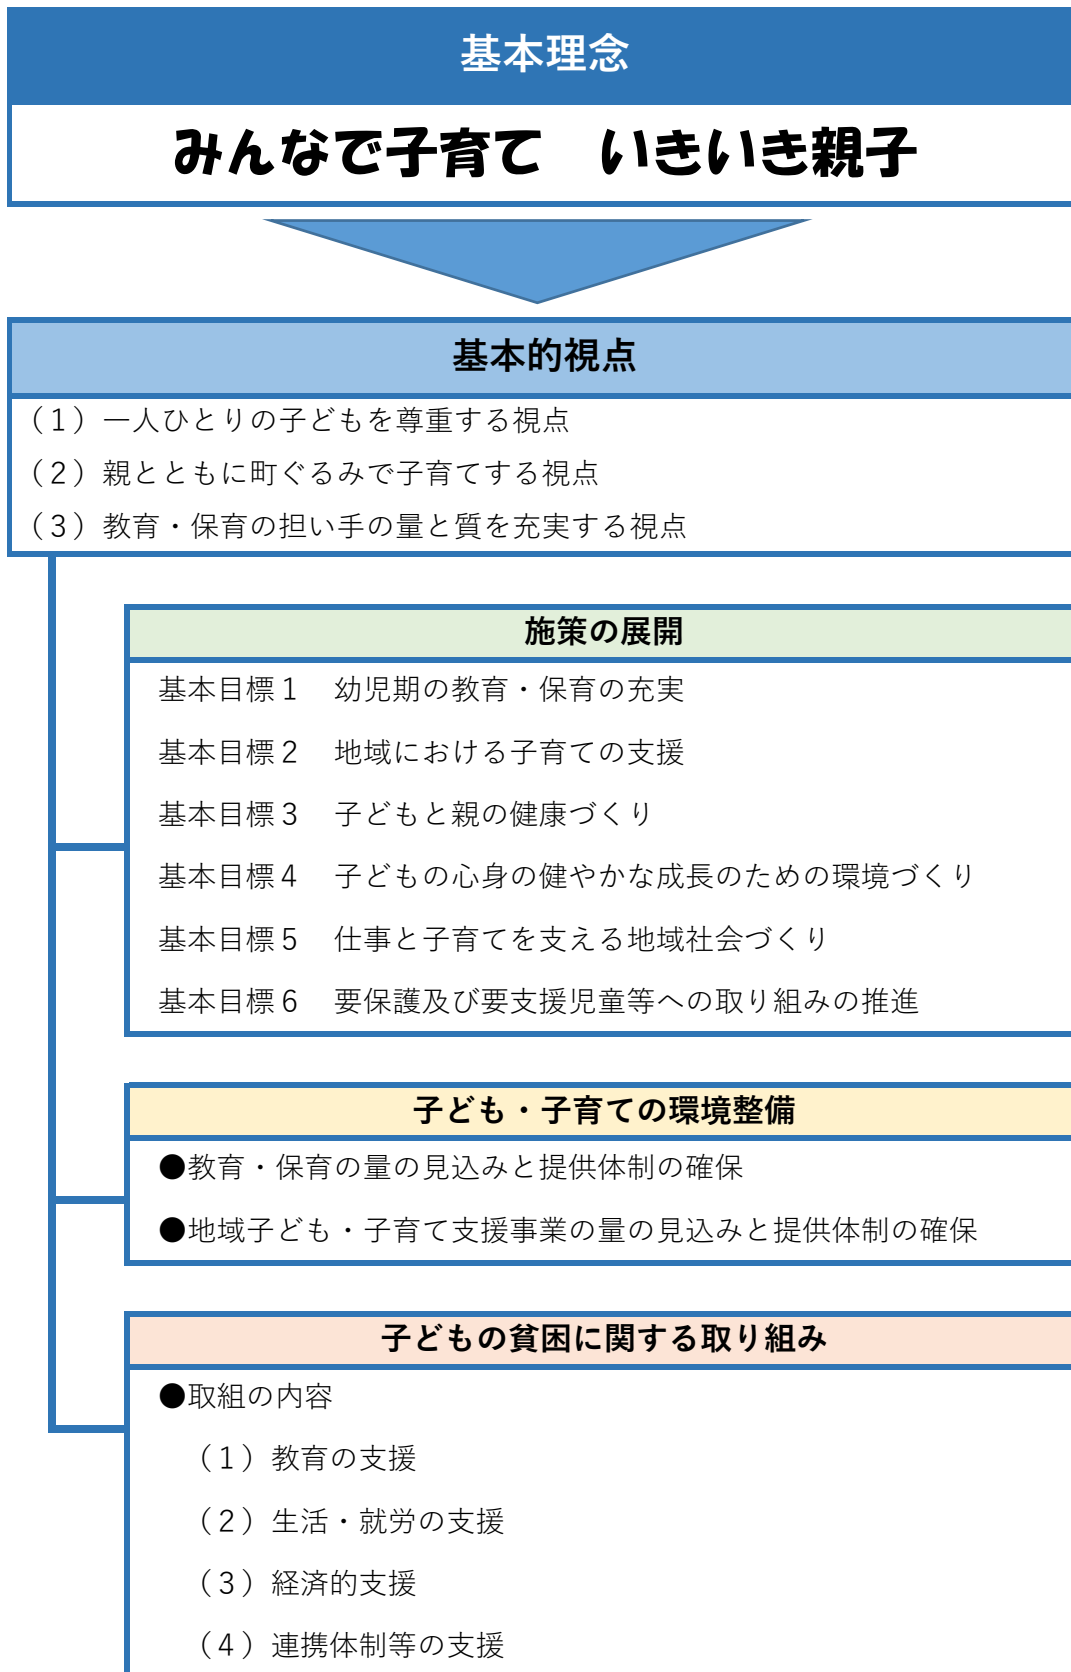 基本理念
みんなで子育て　いきいき親子
基本的視点
（１）一人ひとりの子どもを尊重する視点
（２）親とともに町ぐるみで子育てする視点
（３）教育・保育の担い手の量と質を充実する視点
施策の展開
基本目標１　幼児期の教育・保育の充実
基本目標２　地域における子育ての支援
基本目標３　子どもと親の健康づくり
基本目標４　子どもの心身の健やかな成長のための環境づくり
基本目標５　仕事と子育てを支える地域社会づくり
基本目標６　要保護及び要支援児童等への取り組みの推進
子ども・子育ての環境整備
●教育・保育の量の見込みと提供体制の確保
●地域子ども・子育て支援事業の量の見込みと提供体制の確保
子どもの貧困に関する取り組み
●取組の内容
（１）教育の支援
（２）生活・就労の支援
（３）経済的支援
（４）連携体制等の支援